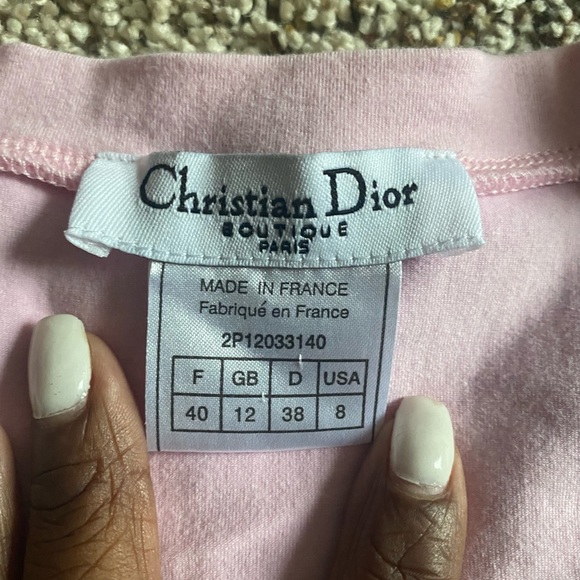 Christian Dior
BOUTIQUE
PARIS
MADE IN FRANCE
Fabriqué en France
2P12033140
F GB D USA
40 12 38 8